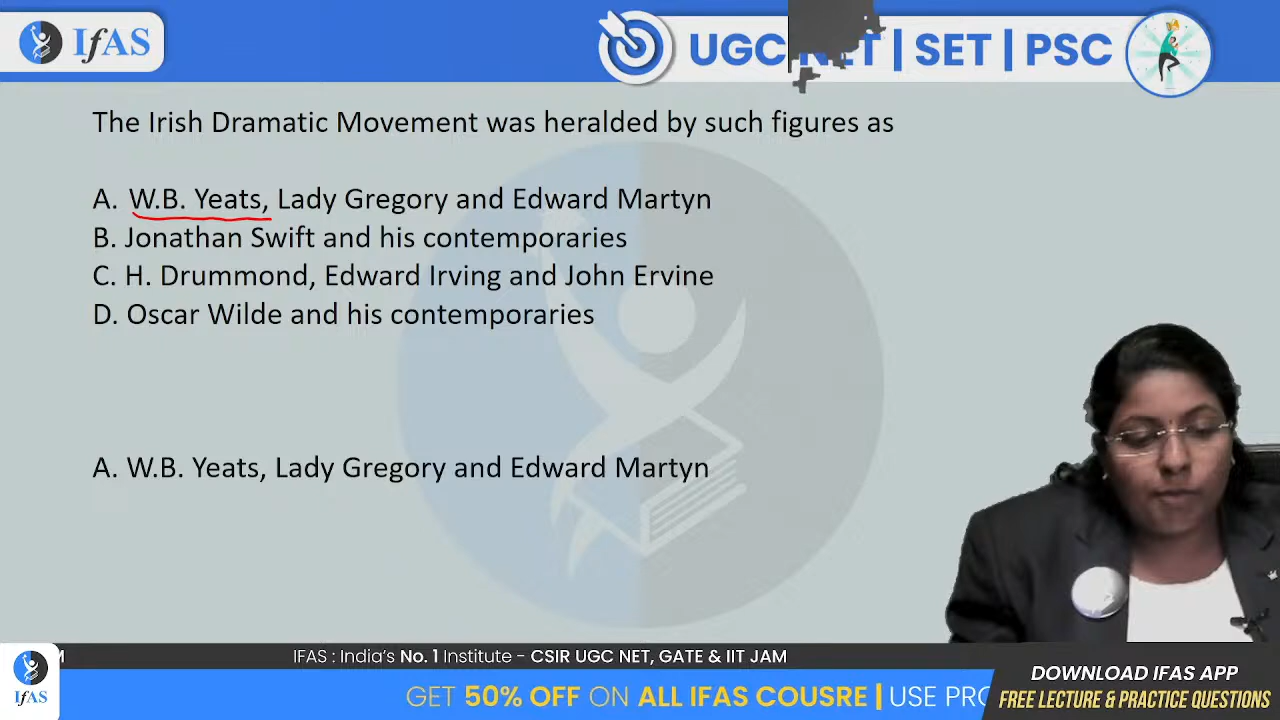 IfAS
UGC NET | SET | PSC
The Irish Dramatic Movement was heralded by such figures as
A. W.B. Yeats, Lady Gregory and Edward Martyn
B. Jonathan Swift and his contemporaries
C. H. Drummond, Edward Irving and John Ervine
D. Oscar Wilde and his contemporaries
A. W.B. Yeats, Lady Gregory and Edward Martyn
M IFAS : India's No. 1 Institute - CSIR UGC NET, GATE & IIT JAM
IfAS
GET 50% OFF ON ALL IFAS COUSRE | USE PRO
DOWNLOAD IFAS APP
FREE LECTURE & PRACTICE QUESTIONS